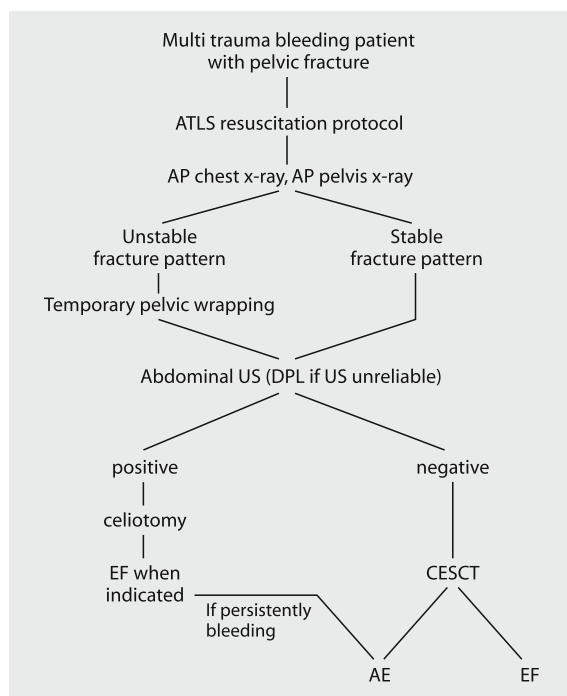 Multi trauma bleeding patient
with pelvic fracture
ATLS resuscitation protocol
AP chest x-ray, AP pelvis x-ray
Unstable
fracture pattern
Stable
fracture pattern
Temporary pelvic wrapping
Abdominal US (DPL if US unreliable)
positive
negative
celiotomy
EF when
indicated
CESCT
If persistently
bleeding
AE
EF